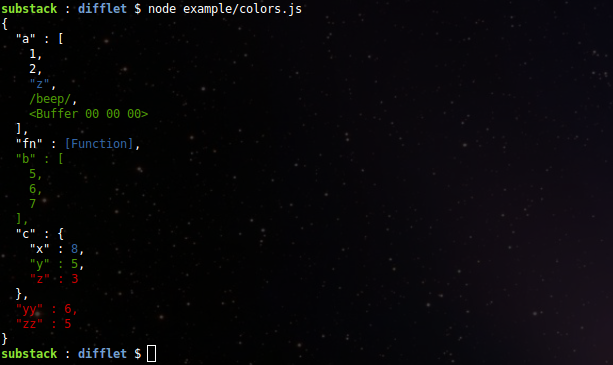 substack : difflet $ node example/colors.js
{
  "a" : [
    1,
    2,
    "z",
    /beep/,
    <Buffer 00 00 00>
  ],
  "fn" : [Function],
  "b" : [
    5,
    6,
    7
  ],
  "c" : {
    "x" : 8,
    "y" : 5,
    "z" : 3
  },
  "yy" : 6,
  "zz" : 5
}
substack : difflet $